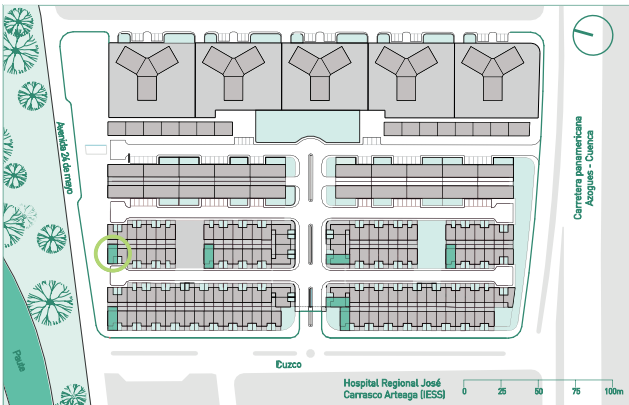 Avenida 24 de mayo
Carretera panamericana
Azogues - Cuenca
Paute
Cuzco
Hospital Regional José
Carrasco Arteaga (IESS)
0 25 50 75 100m